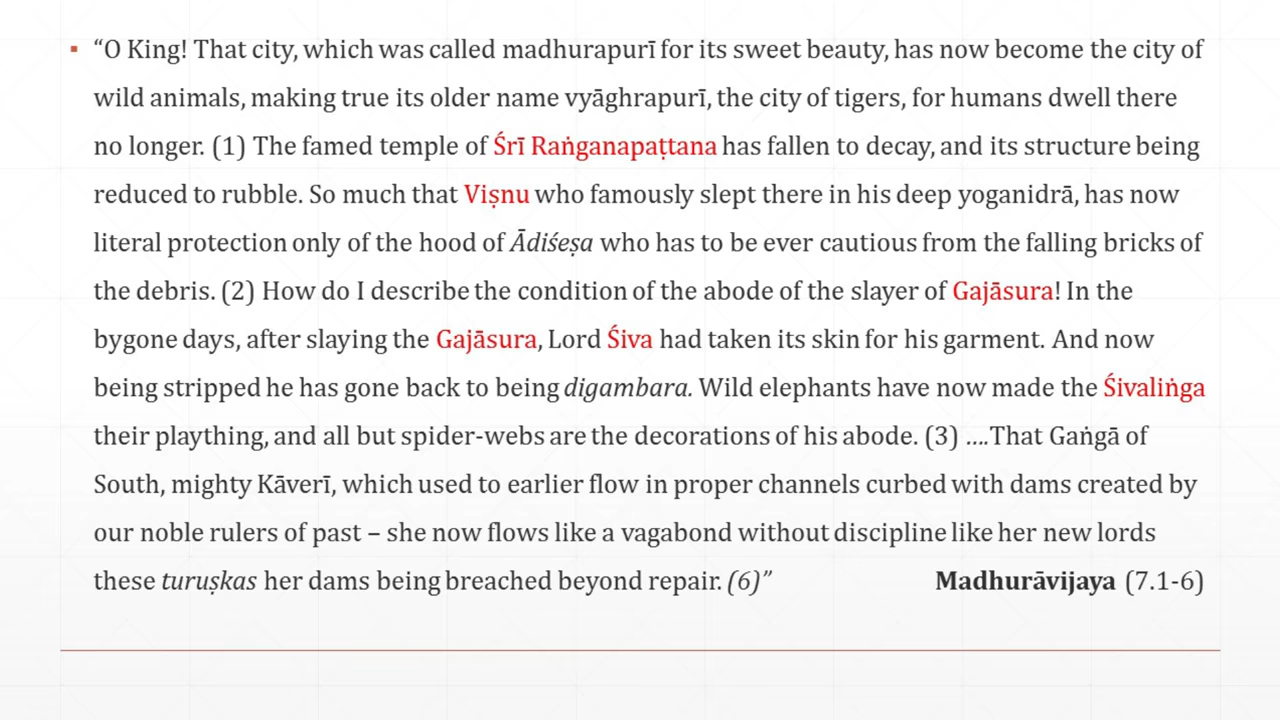 ▪ “O King! That city, which was called madhurapurī for its sweet beauty, has now become the city of
wild animals, making true its older name vyāghrapurī, the city of tigers, for humans dwell there
no longer. (1) The famed temple of Śrī Raṅganapaṭtana has fallen to decay, and its structure being
reduced to rubble. So much that Viṣnu who famously slept there in his deep yoganidrā, has now
literal protection only of the hood of Ādiśeṣa who has to be ever cautious from the falling bricks of
the debris. (2) How do I describe the condition of the abode of the slayer of Gajāsura! In the
bygone days, after slaying the Gajāsura, Lord Śiva had taken its skin for his garment. And now
being stripped he has gone back to being digambara. Wild elephants have now made the Śivaliṅga
their plaything, and all but spider-webs are the decorations of his abode. (3) ....That Gaṅgā of
South, mighty Kāverī, which used to earlier flow in proper channels curbed with dams created by
our noble rulers of past – she now flows like a vagabond without discipline like her new lords
these turuṣkas her dams being breached beyond repair. (6)” Madhurāvijaya (7.1-6)